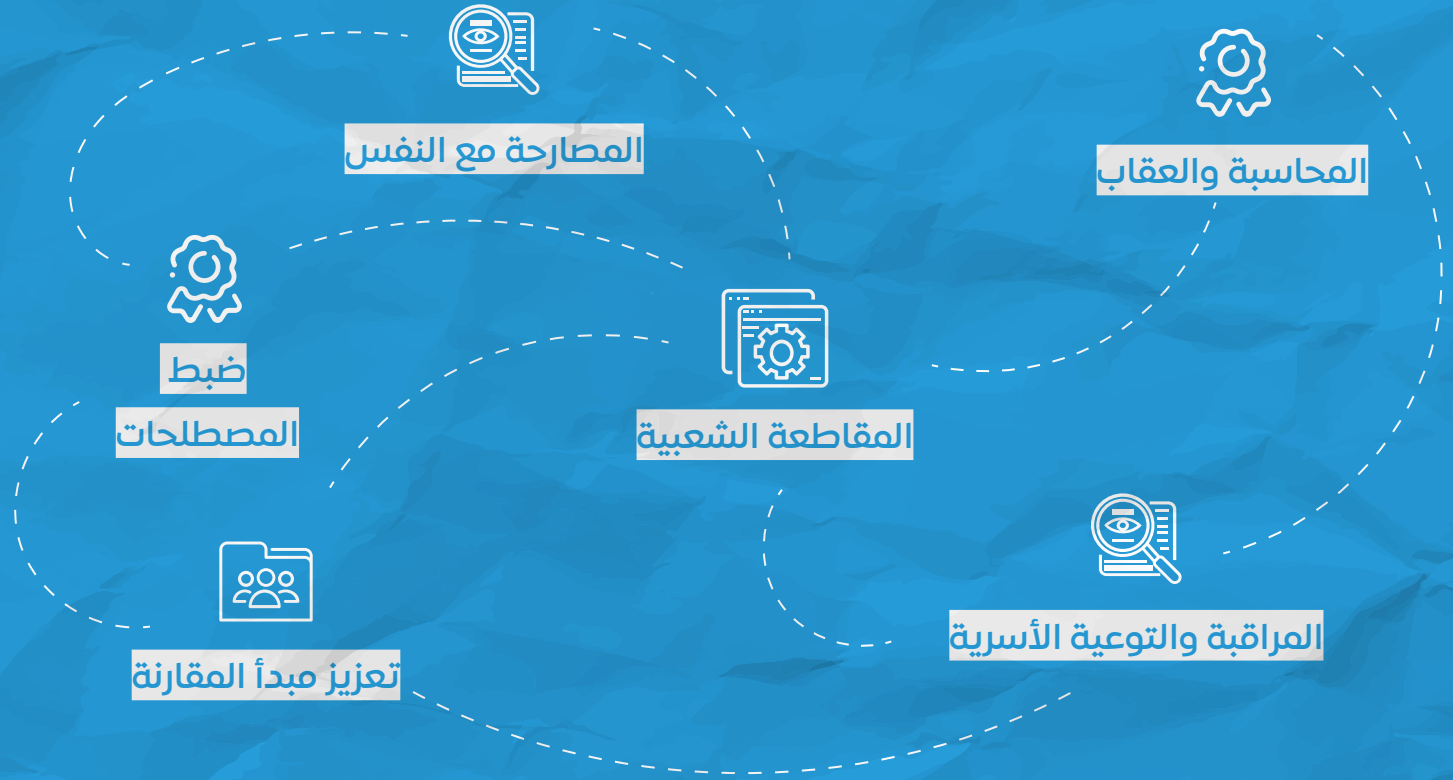 المصارحة مع النفس
المحاسبة والعقاب
ضبط
المصطلحات
المقاطعة الشعبية
المراقبة والتوعية الأسرية
تعزيز مبدأ المقارنة